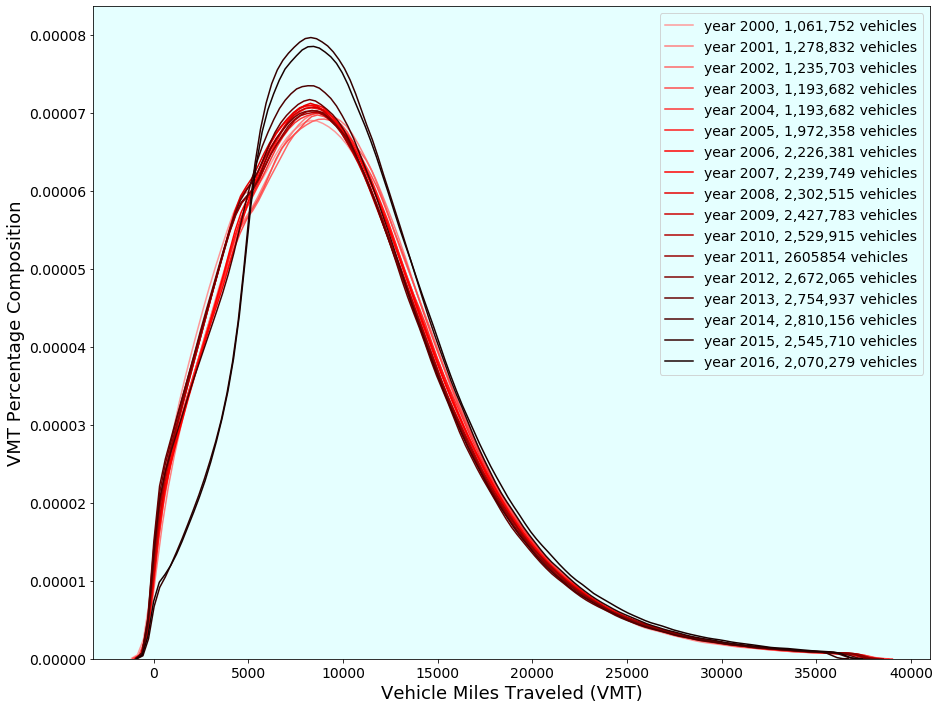 year 2000, 1,061,752 vehicles
year 2001, 1,278,832 vehicles
year 2002, 1,235,703 vehicles
year 2003, 1,193,682 vehicles
year 2004, 1,193,682 vehicles
year 2005, 1,972,358 vehicles
year 2006, 2,226,381 vehicles
year 2007, 2,239,749 vehicles
year 2008, 2,302,515 vehicles
year 2009, 2,427,783 vehicles
year 2010, 2,529,915 vehicles
year 2011, 2605854 vehicles
year 2012, 2,672,065 vehicles
year 2013, 2,754,937 vehicles
year 2014, 2,810,156 vehicles
year 2015, 2,545,710 vehicles
year 2016, 2,070,279 vehicles
VMT Percentage Composition
0.00008
0.00007
0.00006
0.00005
0.00004
0.00003
0.00002
0.00001
0.00000
0 5000 10000 15000 20000 25000 30000 35000 40000
Vehicle Miles Traveled (VMT)